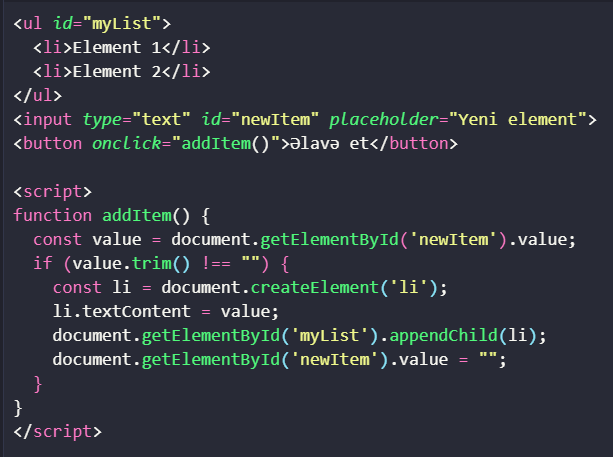 <ul id="myList">
  <li>Element 1</li>
  <li>Element 2</li>
</ul>
<input type="text" id="newItem" placeholder="Yeni element">
<button onclick="addItem()">Əlavə et</button>

<script>
function addItem() {
  const value = document.getElementById('newItem').value;
  if (value.trim() !== "") {
    const li = document.createElement('li');
    li.textContent = value;
    document.getElementById('myList').appendChild(li);
    document.getElementById('newItem').value = "";
  }
}
</script>